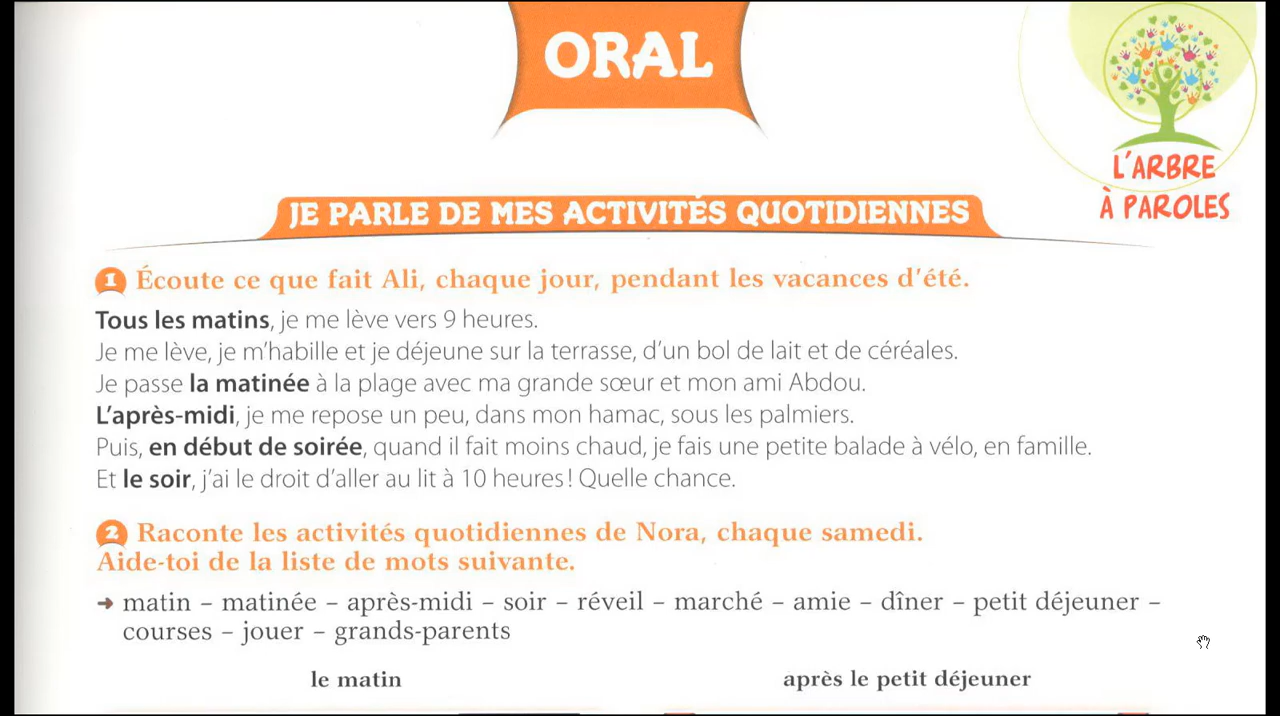 ORAL
L'ARBRE
À PAROLES
JE PARLE DE MES ACTIVITÉS QUOTIDIENNES
1 Écoute ce que fait Ali, chaque jour, pendant les vacances d'été.
Tous les matins, je me lève vers 9 heures.
Je me lève, je m'habille et je déjeune sur la terrasse, d'un bol de lait et de céréales.
Je passe la matinée à la plage avec ma grande sœur et mon ami Abdou.
L'après-midi, je me repose un peu, dans mon hamac, sous les palmiers.
Puis, en début de soirée, quand il fait moins chaud, je fais une petite balade à vélo, en famille.
Et le soir, j'ai le droit d'aller au lit à 10 heures ! Quelle chance.
2 Raconte les activités quotidiennes de Nora, chaque samedi.
Aide-toi de la liste de mots suivante.
➜ matin – matinée – après-midi – soir – réveil – marché – amie – dîner – petit déjeuner –
courses – jouer – grands-parents
le matin
après le petit déjeuner